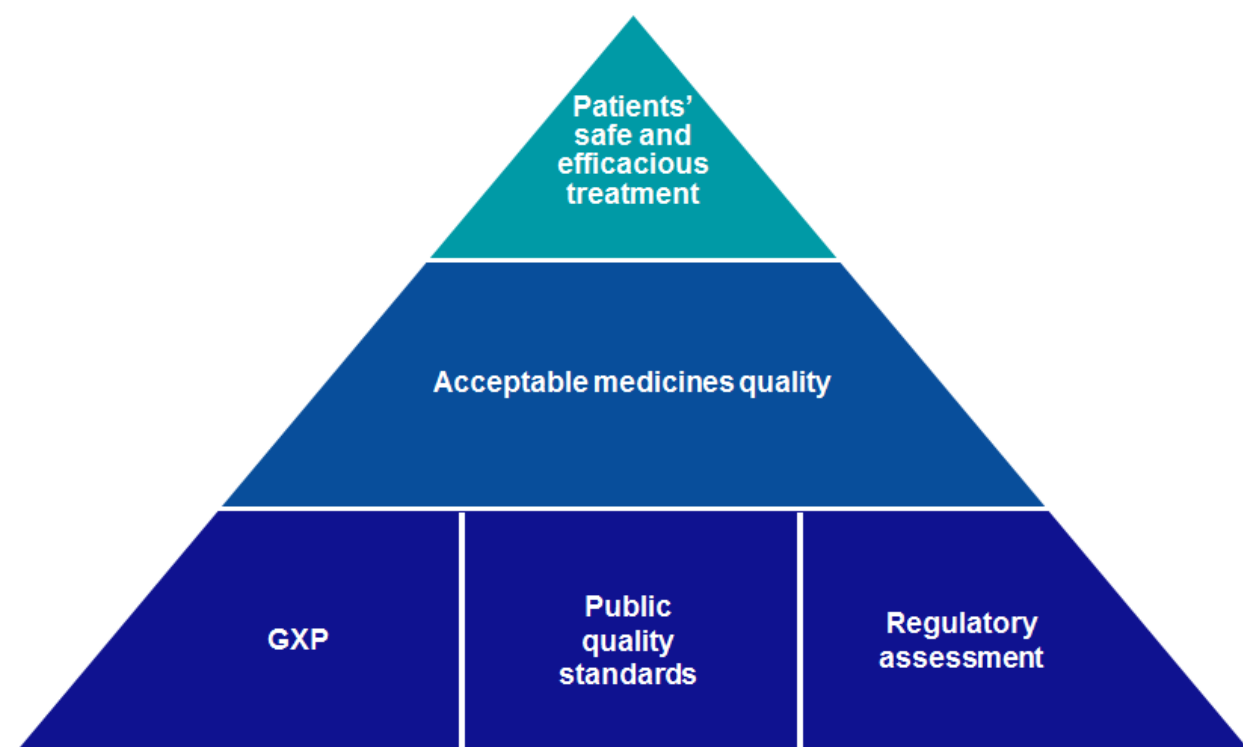 Patients’
safe and
efficacious
treatment
Acceptable medicines quality
GXP
Public
quality
standards
Regulatory
assessment